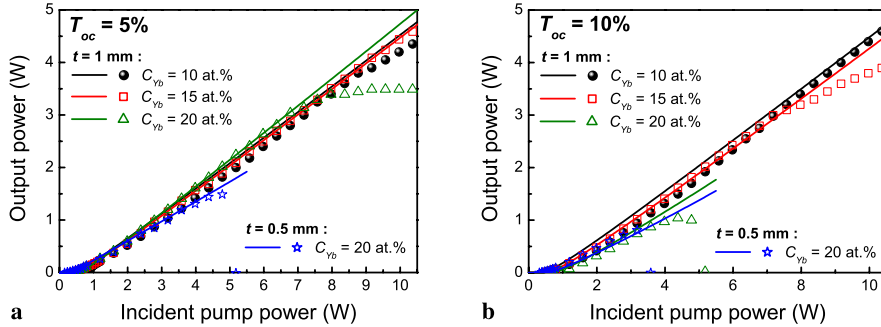 T_oc = 5%
t = 1 mm :
C_Yb = 10 at.%
C_Yb = 15 at.%
C_Yb = 20 at.%
t = 0.5 mm :
C_Yb = 20 at.%
Output power (W)
5
4
3
2
1
0
0 1 2 3 4 5 6 7 8 9 10
Incident pump power (W)
a
T_oc = 10%
t = 1 mm :
C_Yb = 10 at.%
C_Yb = 15 at.%
C_Yb = 20 at.%
t = 0.5 mm :
C_Yb = 20 at.%
Output power (W)
5
4
3
2
1
0
0 2 4 6 8 10
Incident pump power (W)
b